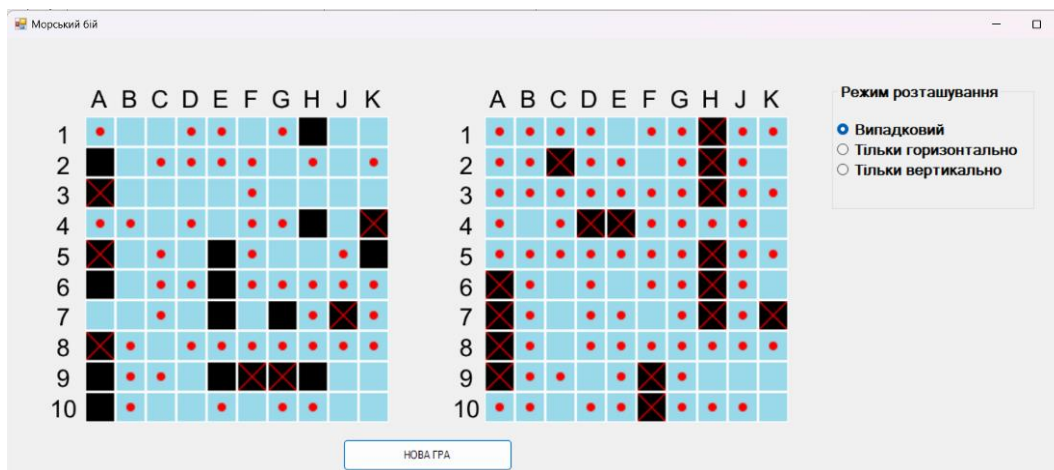 Морський бій
A B C D E F G H J K
1
2
3
4
5
6
7
8
9
10
A B C D E F G H J K
1
2
3
4
5
6
7
8
9
10
Режим розташування
Випадковий
Тільки горизонтально
Тільки вертикально
НОВА ГРА